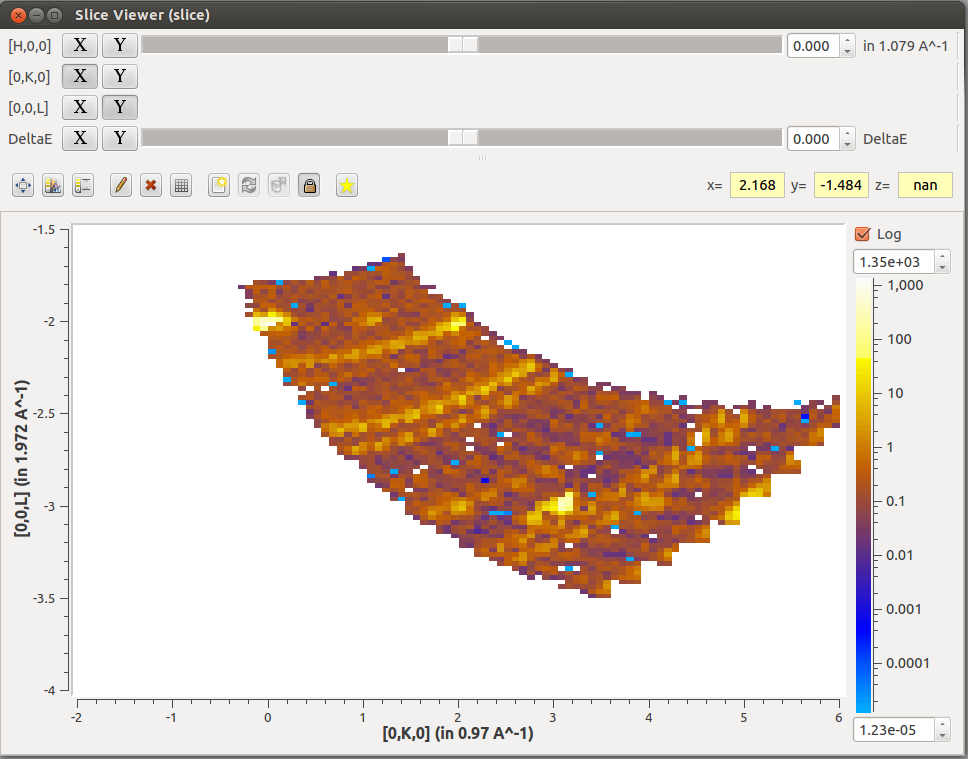 Slice Viewer (slice)
[H,0,0] X Y 0.000 in 1.079 A^-1
[0,K,0] X Y
[0,0,L] X Y
DeltaE X Y 0.000 DeltaE
x= 2.168 y= -1.484 z= nan
Log
1.35e+03
-1.5
-2
-2.5
-3
-3.5
-4
[0,0,L] (in 1.972 A^-1)
1,000
100
10
1
0.1
0.01
0.001
0.0001
1.23e-05
-2 -1 0 1 2 3 4 5 6
[0,K,0] (in 0.97 A^-1)